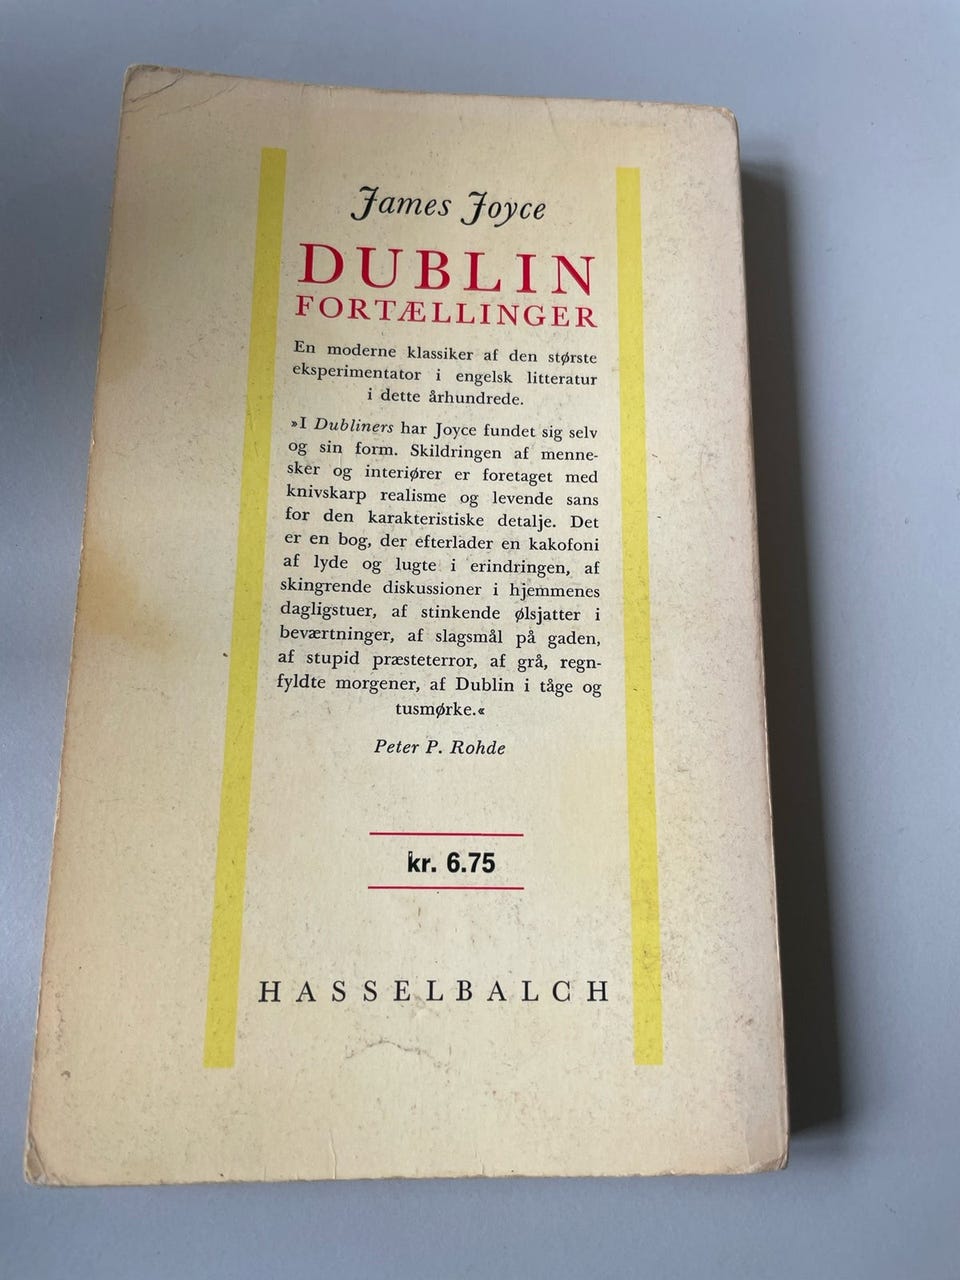 James Joyce
DUBLIN
FORTÆLLINGER
En moderne klassiker af den største
eksperimentator i engelsk litteratur
i dette århundrede.
»I Dubliners har Joyce fundet sig selv
og sin form. Skildringen af menne-
sker og interiører er foretaget med
knivskarp realisme og levende sans
for den karakteristiske detalje. Det
er en bog, der efterlader en kakofoni
af lyde og lugte i erindringen, af
skingrende diskussioner i hjemmenes
dagligstuer, af stinkende ølsjatter i
beværtninger, af slagsmål på gaden,
af stupid præsteterror, af grå, regn-
fyldte morgener, af Dublin i tåge og
tusmørke.«
Peter P. Rohde
kr. 6.75
HASSELBALCH